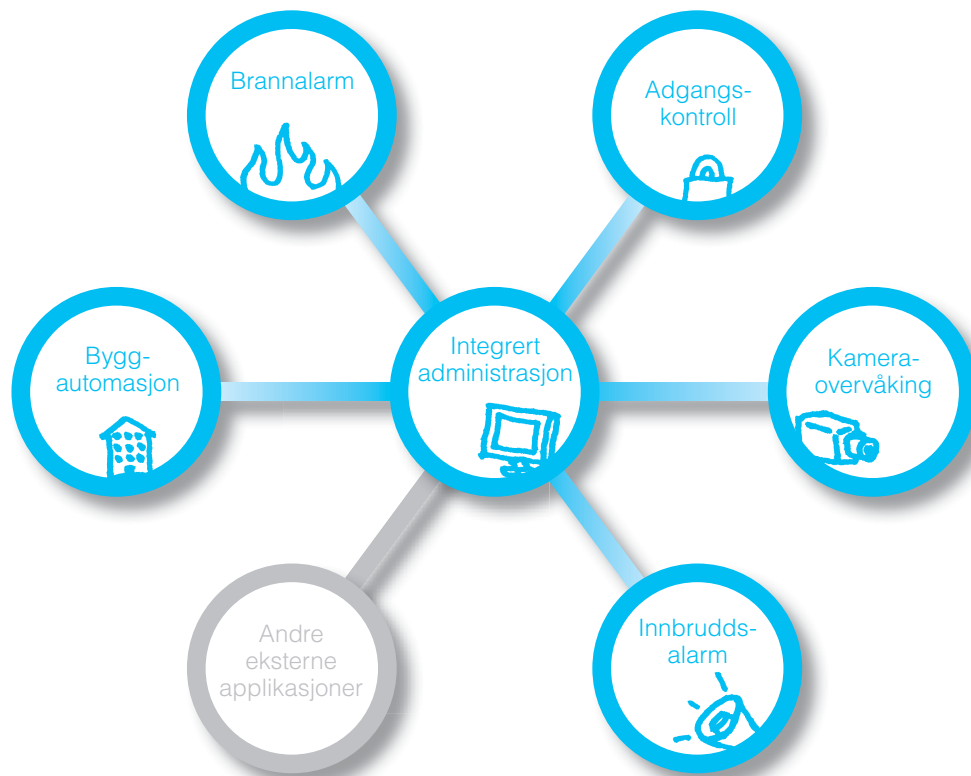 Brannalarm
Adgangs-
kontroll
Bygg-
automasjon
Integrert
administrasjon
Kamera-
overvåking
Andre
eksterne
applikasjoner
Innbrudds-
alarm